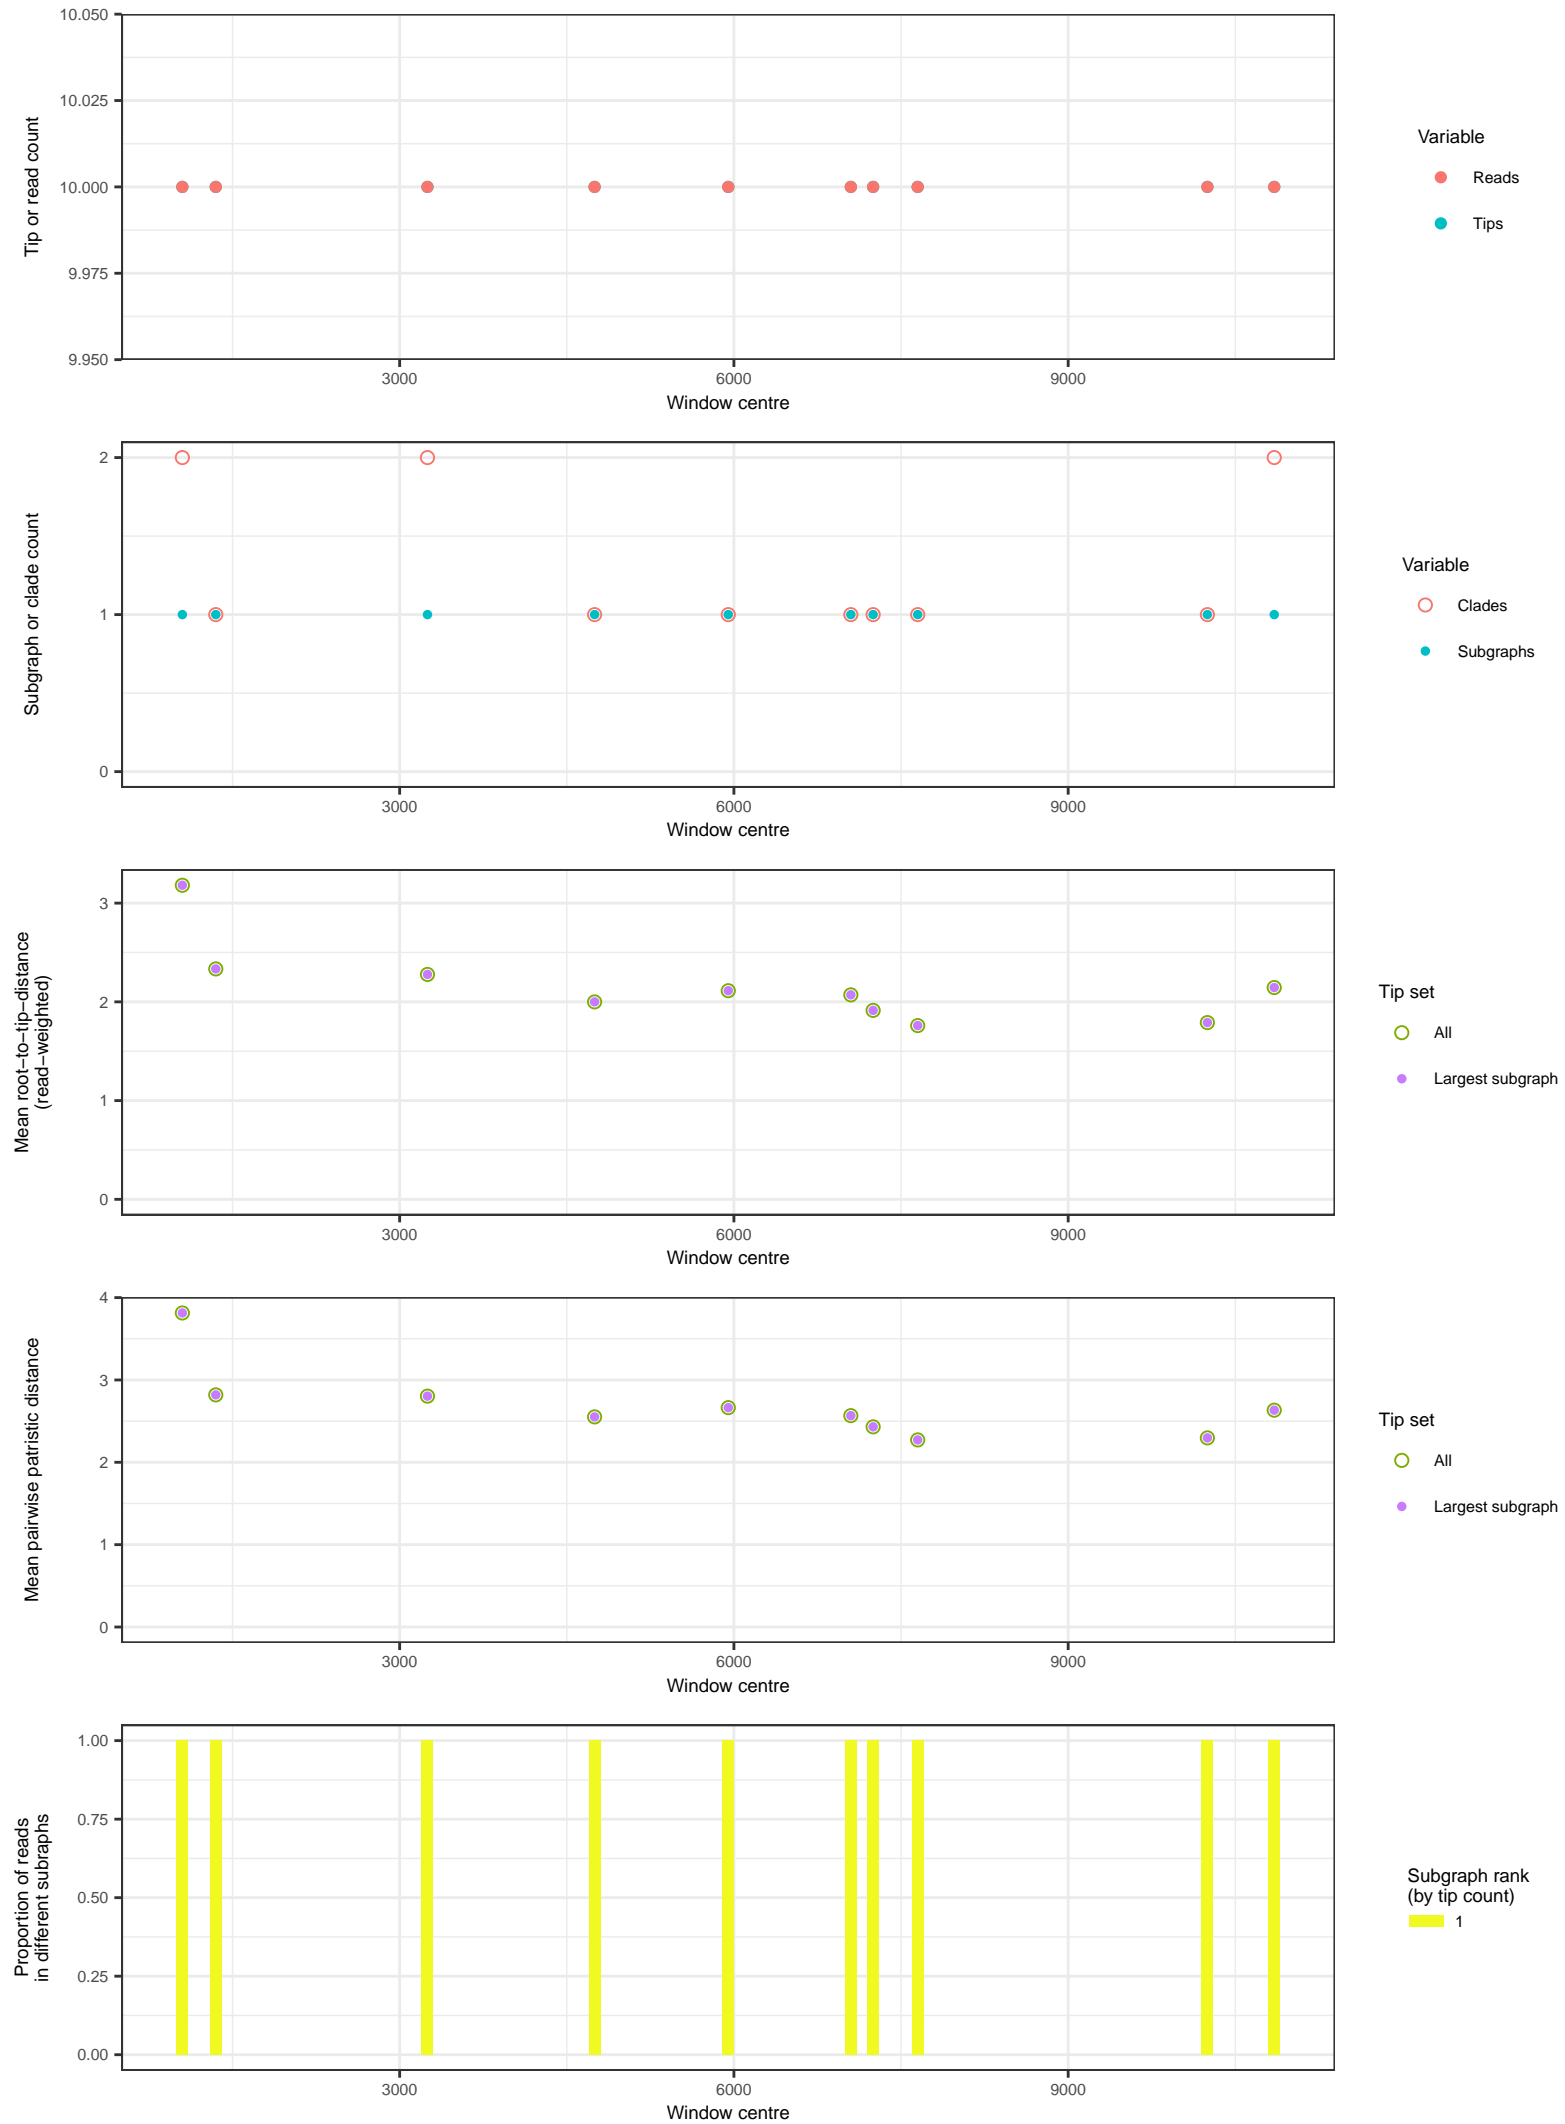 10.050
10.025
10.000
9.975
9.950
Tip or read count
3000
6000
9000
Window centre
Variable
Reads
Tips
2
1
0
Subgraph or clade count
3000
6000
9000
Window centre
Variable
Clades
Subgraphs
3
2
1
0
Mean root−to−tip−distance
(read−weighted)
3000
6000
9000
Window centre
Tip set
All
Largest subgraph
4
3
2
1
0
Mean pairwise patristic distance
3000
6000
9000
Window centre
Tip set
All
Largest subgraph
1.00
0.75
0.50
0.25
0.00
Proportion of reads
in different subraphs
3000
6000
9000
Window centre
Subgraph rank
(by tip count)
1